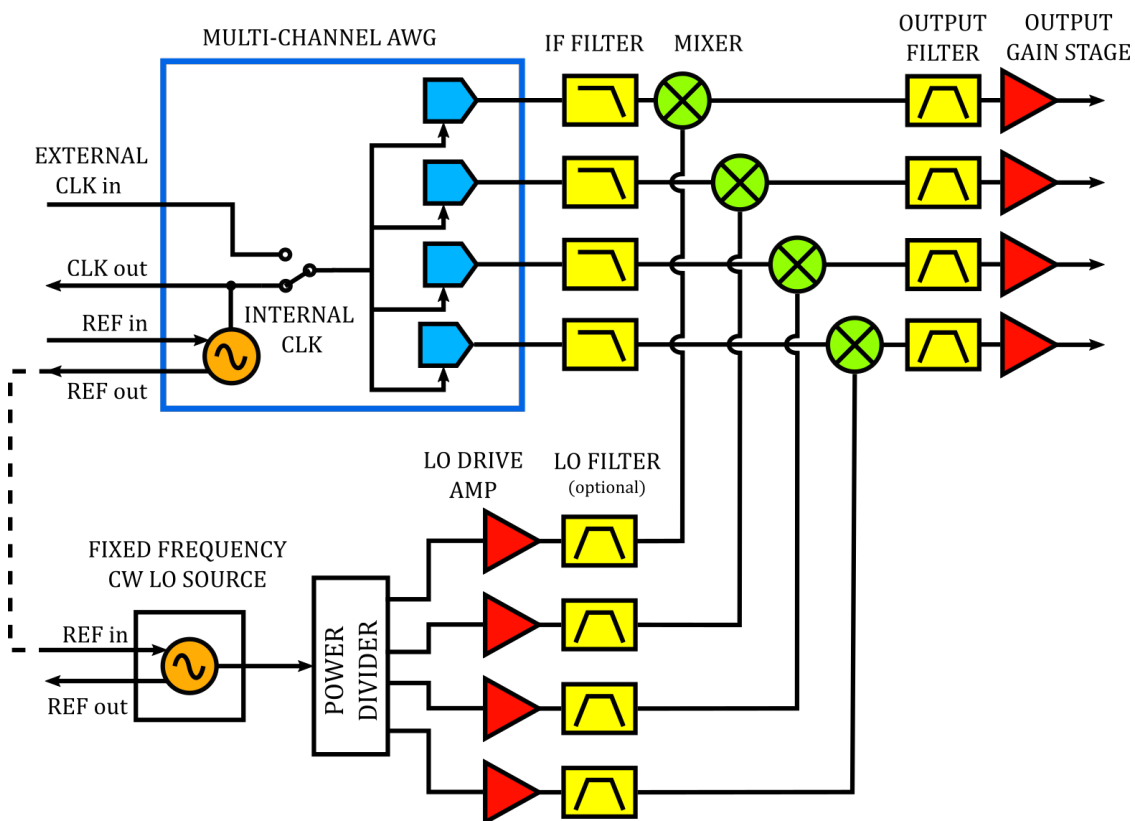 MULTI-CHANNEL AWG
IF FILTER
MIXER
OUTPUT
FILTER
OUTPUT
GAIN STAGE
EXTERNAL
CLK in
CLK out
REF in
REF out
INTERNAL
CLK
LO DRIVE
AMP
LO FILTER
(optional)
FIXED FREQUENCY
CW LO SOURCE
REF in
REF out
POWER
DIVIDER